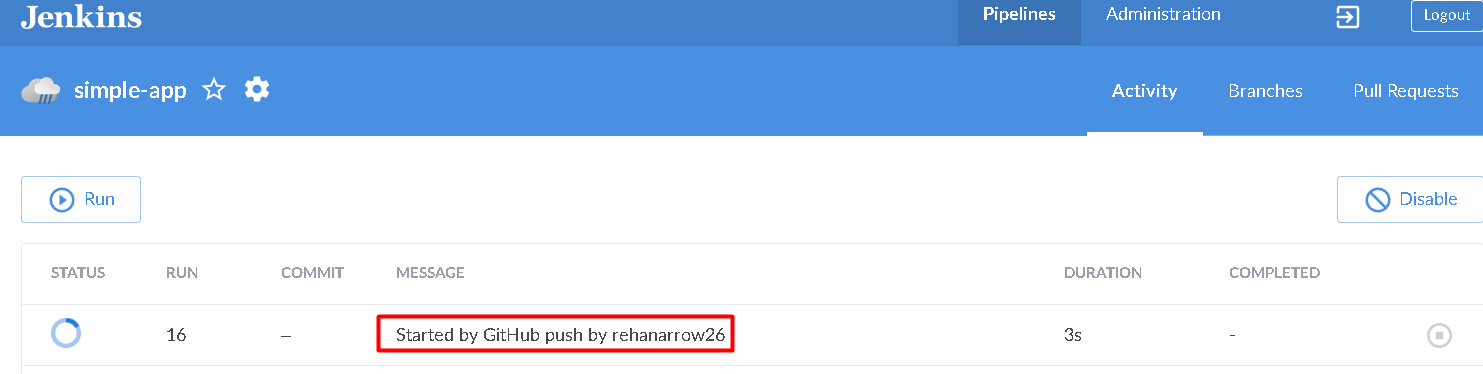 Jenkins Pipelines Administration Logout
simple-app Activity Branches Pull Requests
Run Disable
STATUS RUN COMMIT MESSAGE DURATION COMPLETED
16 – Started by GitHub push by rehanarrow26 3s -